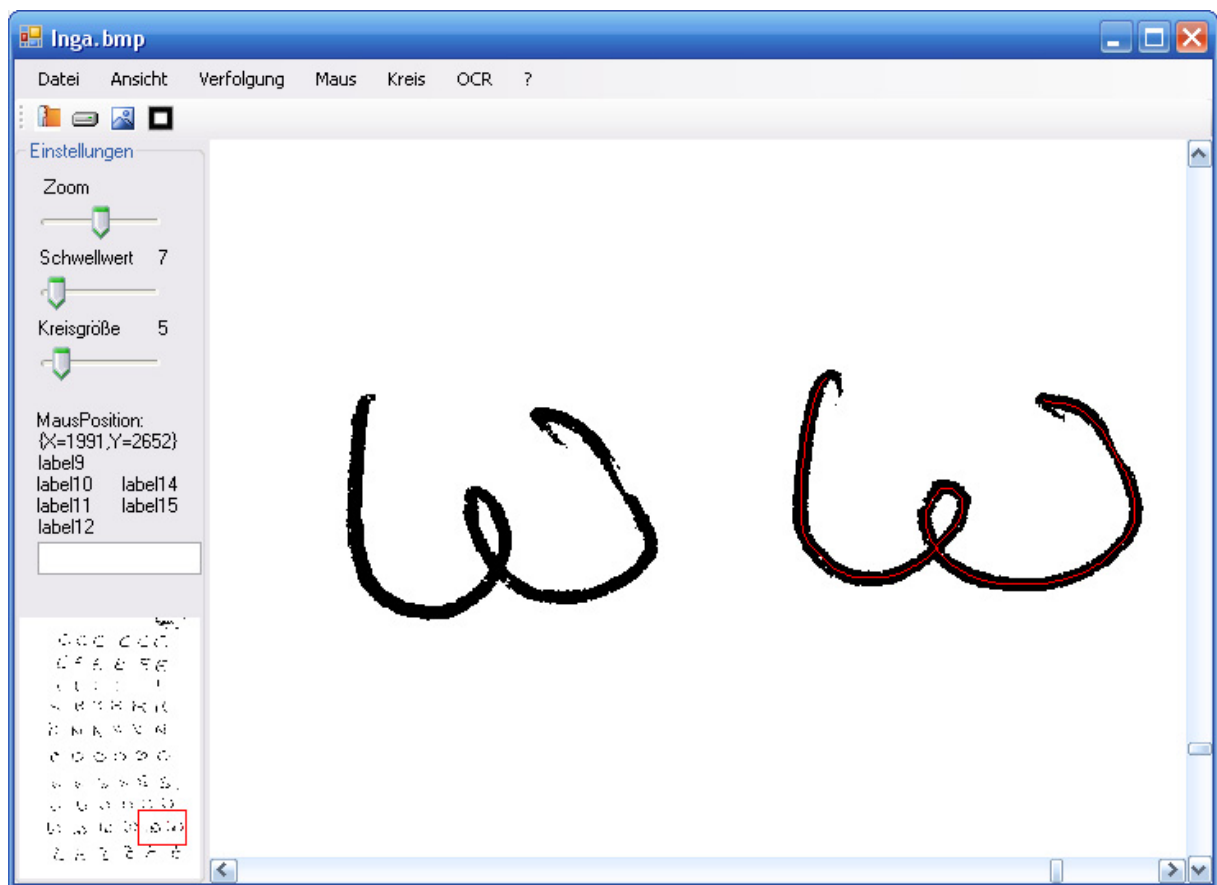 Inga.bmp
Datei Ansicht Verfolgung Maus Kreis OCR ?
Einstellungen
Zoom
Schwellwert 7
Kreisgröße 5
MausPosition:
{X=1991,Y=2652}
label9
label10 label14
label11 label15
label12
w w